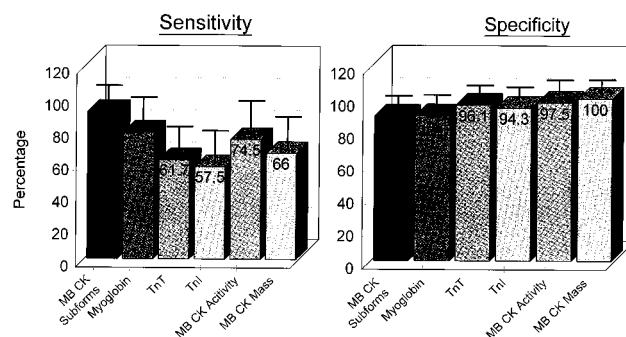 Sensitivity
Percentage
120
100
80
60
40
20
0
61.7
57.5
74.5
66
MB CK
Subforms
Myoglobin
TnT
TnI
MB CK Activity
MB CK Mass
Specificity
120
100
80
60
40
20
0
96.1
94.3
97.5
100
MB CK
Subforms
Myoglobin
TnT
TnI
MB CK Activity
MB CK Mass